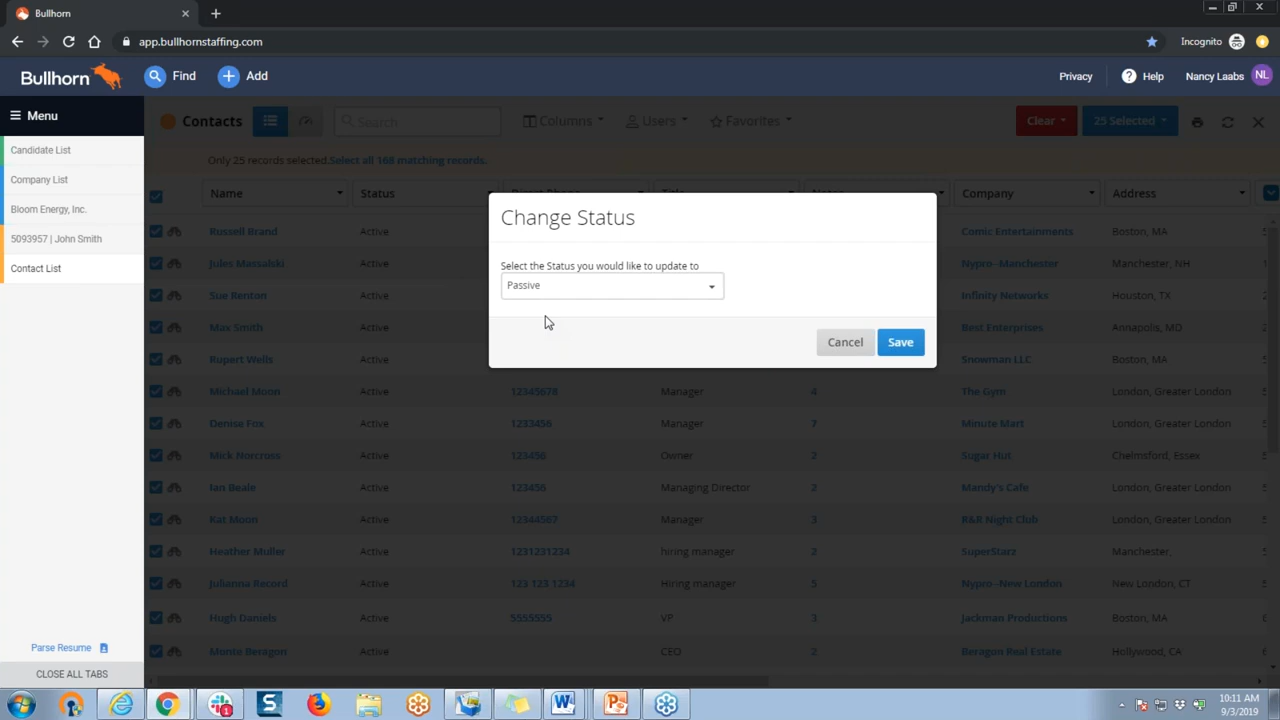 Bullhorn
app.bullhornstaffing.com
Incognito
Bullhorn
Find
Add
Privacy
Help
Nancy Laabs
NL
Menu
Candidate List
Company List
Bloom Energy, Inc.
5093957 | John Smith
Contact List
Parse Resume
CLOSE ALL TABS
Contacts
Search
Columns
Users
Favorites
Clear
25 Selected
Only 25 records selected.Select all 168 matching records.
Name Status Direct Phone Title Notes Company Address
Russell Brand Active Comic Entertainments Boston, MA
Jules Massalski Active Nypro--Manchester Manchester, NH
Sue Benton Active Infinity Networks Houston, TX
Max Smith Active Best Enterprises Annapolis, MD
Rupert Wells Active Snowman LLC Boston, MA
Michael Moon Active 12345678 Manager 4 The Gym London, Greater London
Denise Fox Active 1233456 Manager 7 Minute Mart London, Greater London
Mick Norcross Active 123456 Owner 2 Sugar Hut Chelmsford, Essex
Ian Beale Active 123456 Managing Director 2 Mandy's Cafe London, Greater London
Kat Moon Active 12344567 Manager 3 R&R Night Club London, Greater London
Heather Muller Active 1231231234 hiring manager 2 SuperStarz Manchester,
Julianna Record Active 123-123-1234 Hiring manager 5 Nypro--New London New London, CT
Hugh Daniels Active 5555555 VP 3 Jackman Productions Boston, MA
Monte Beragon Active CEO 2 Beragon Real Estate Hollywood, CA
Change Status
Select the Status you would like to update to
Passive
Cancel
Save
10:11 AM
9/3/2019